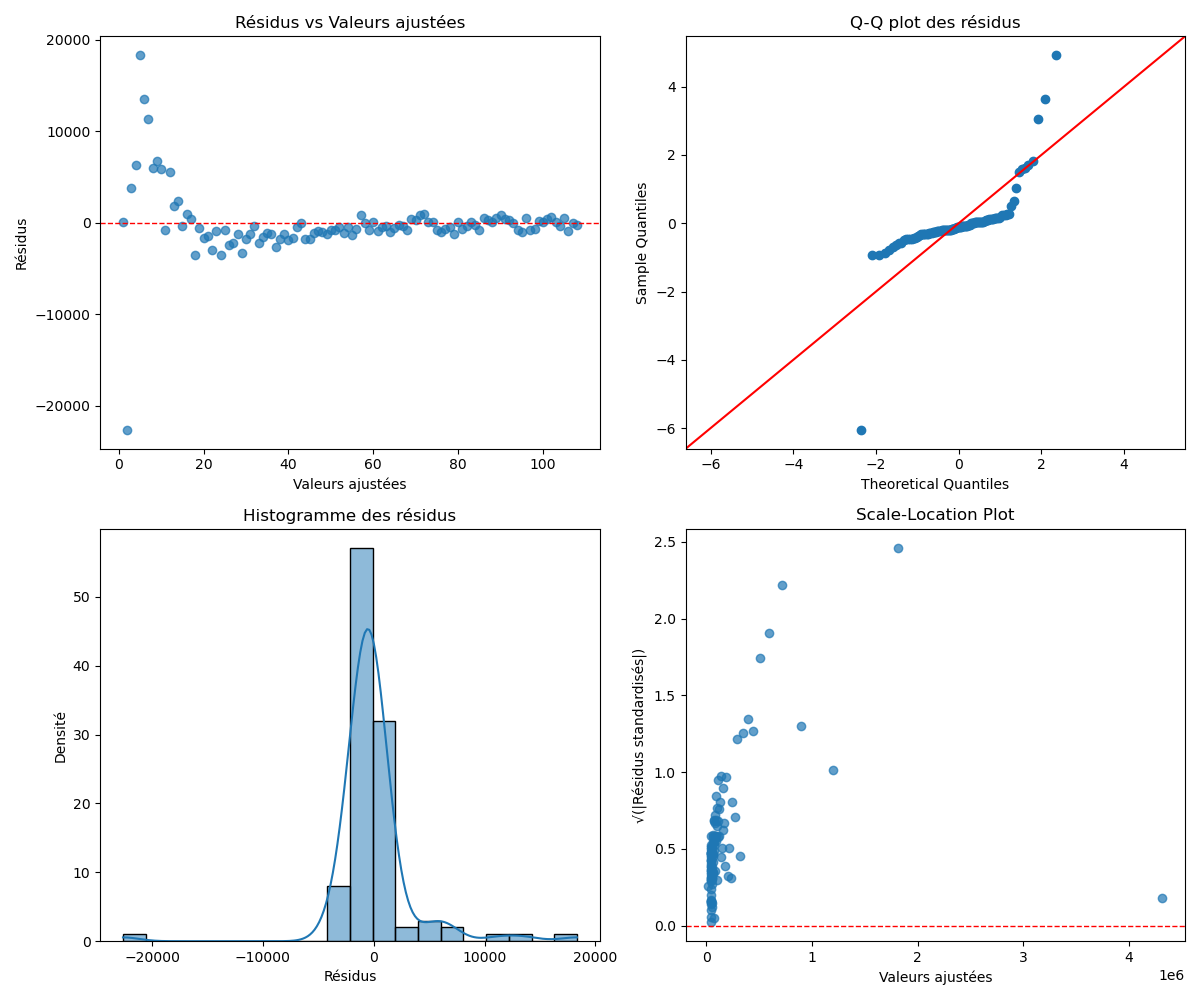 Résidus vs Valeurs ajustées
Résidus
20000
10000
0
−10000
−20000
0 20 40 60 80 100
Valeurs ajustées
Q-Q plot des résidus
Sample Quantiles
4
2
0
−2
−4
−6
−6 −4 −2 0 2 4
Theoretical Quantiles
Histogramme des résidus
Densité
50
40
30
20
10
0
−20000 −10000 0 10000 20000
Résidus
Scale-Location Plot
√(|Résidus standardisés|)
2.5
2.0
1.5
1.0
0.5
0.0
0 1 2 3 4
1e6
Valeurs ajustées